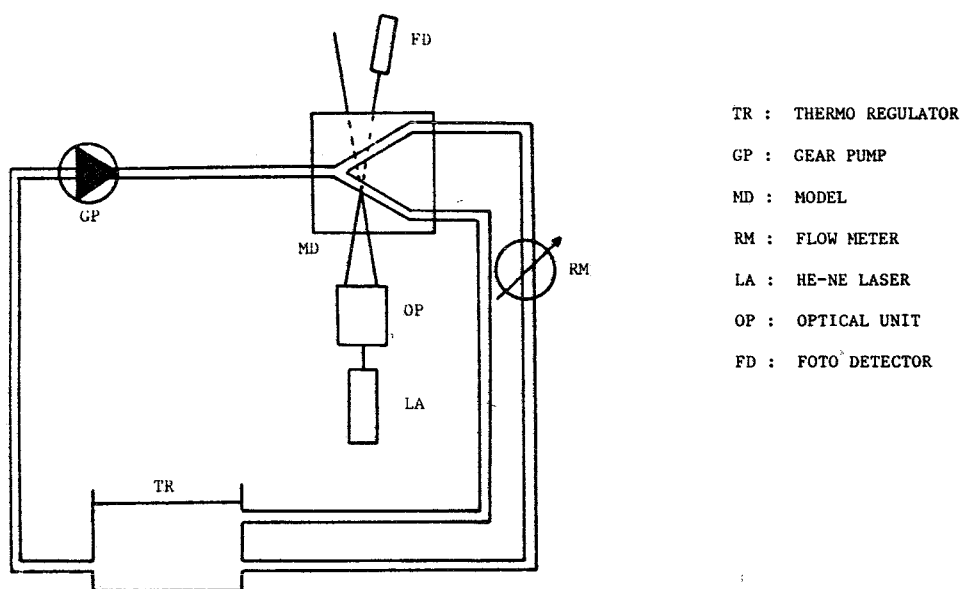 FD
TR : THERMO REGULATOR
GP : GEAR PUMP
GP
MD : MODEL
MD
RM : FLOW METER
RM
LA : HE-NE LASER
OP
OP : OPTICAL UNIT
FD : FOTO DETECTOR
LA
TR